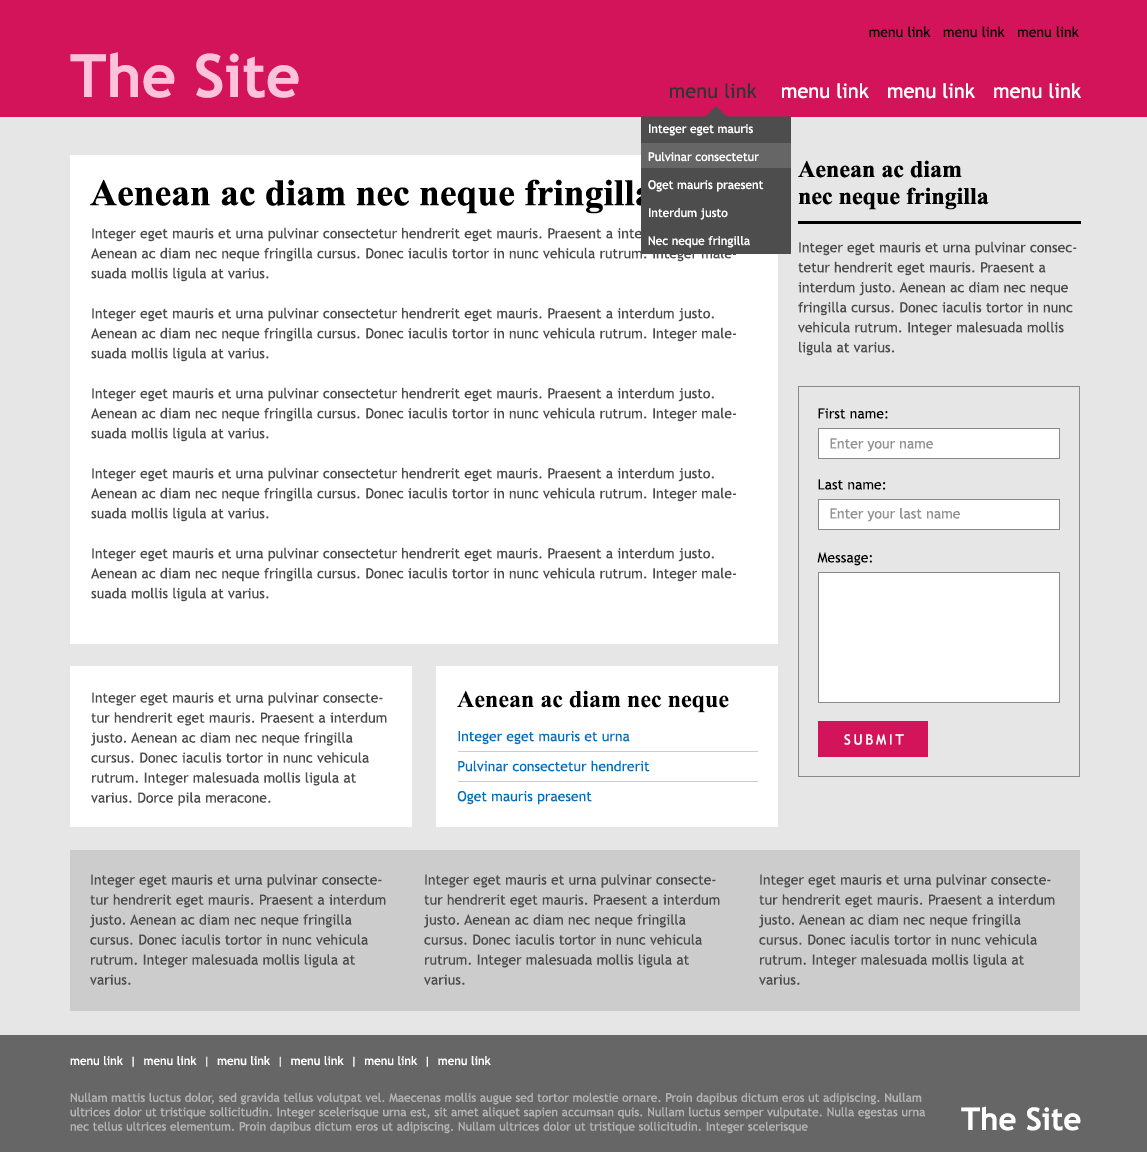 menu link menu link menu link
The Site
menu link menu link menu link menu link
Integer eget mauris
Pulvinar consectetur
Oget mauris praesent
Interdum justo
Nec neque fringilla
Aenean ac diam nec neque fringilla
Integer eget mauris et urna pulvinar consectetur hendrerit eget mauris. Praesent a
Aenean ac diam nec neque fringilla cursus. Donec iaculis tortor in nunc vehicula rutrum. Integer male-
suada mollis ligula at varius.
Integer eget mauris et urna pulvinar consectetur hendrerit eget mauris. Praesent a interdum justo.
Aenean ac diam nec neque fringilla cursus. Donec iaculis tortor in nunc vehicula rutrum. Integer male-
suada mollis ligula at varius.
Integer eget mauris et urna pulvinar consectetur hendrerit eget mauris. Praesent a interdum justo.
Aenean ac diam nec neque fringilla cursus. Donec iaculis tortor in nunc vehicula rutrum. Integer male-
suada mollis ligula at varius.
Integer eget mauris et urna pulvinar consectetur hendrerit eget mauris. Praesent a interdum justo.
Aenean ac diam nec neque fringilla cursus. Donec iaculis tortor in nunc vehicula rutrum. Integer male-
suada mollis ligula at varius.
Integer eget mauris et urna pulvinar consectetur hendrerit eget mauris. Praesent a interdum justo.
Aenean ac diam nec neque fringilla cursus. Donec iaculis tortor in nunc vehicula rutrum. Integer male-
suada mollis ligula at varius.
Aenean ac diam
nec neque fringilla
Integer eget mauris et urna pulvinar consec-
tetur hendrerit eget mauris. Praesent a
interdum justo. Aenean ac diam nec neque
fringilla cursus. Donec iaculis tortor in nunc
vehicula rutrum. Integer malesuada mollis
ligula at varius.
First name:
Enter your name
Last name:
Enter your last name
Message:
SUBMIT
Integer eget mauris et urna pulvinar consecte-
tur hendrerit eget mauris. Praesent a interdum
justo. Aenean ac diam nec neque fringilla
cursus. Donec iaculis tortor in nunc vehicula
rutrum. Integer malesuada mollis ligula at
varius. Dorce pila meracone.
Aenean ac diam nec neque
Integer eget mauris et urna
Pulvinar consectetur hendrerit
Oget mauris praesent
Integer eget mauris et urna pulvinar consecte-
tur hendrerit eget mauris. Praesent a interdum
justo. Aenean ac diam nec neque fringilla
cursus. Donec iaculis tortor in nunc vehicula
rutrum. Integer malesuada mollis ligula at
varius.
Integer eget mauris et urna pulvinar consecte-
tur hendrerit eget mauris. Praesent a interdum
justo. Aenean ac diam nec neque fringilla
cursus. Donec iaculis tortor in nunc vehicula
rutrum. Integer malesuada mollis ligula at
varius.
Integer eget mauris et urna pulvinar consecte-
tur hendrerit eget mauris. Praesent a interdum
justo. Aenean ac diam nec neque fringilla
cursus. Donec iaculis tortor in nunc vehicula
rutrum. Integer malesuada mollis ligula at
varius.
menu link | menu link | menu link | menu link | menu link | menu link
Nullam mattis luctus dolor, sed gravida tellus volutpat vel. Maecenas mollis augue sed tortor molestie ornare. Proin dapibus dictum eros ut adipiscing. Nullam
ultrices dolor ut tristique sollicitudin. Integer scelerisque urna est, sit amet aliquet sapien accumsan quis. Nullam luctus semper vulputate. Nulla egestas urna
nec tellus ultrices elementum. Proin dapibus dictum eros ut adipiscing. Nullam ultrices dolor ut tristique sollicitudin. Integer scelerisque
The Site